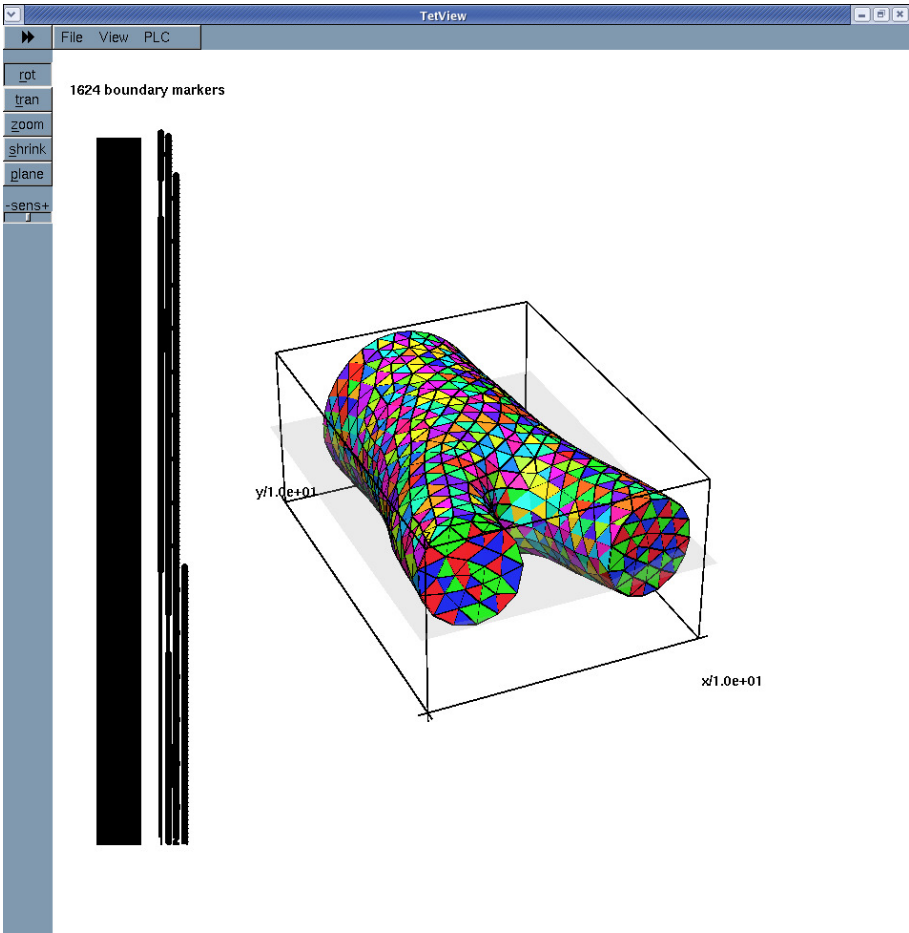 TetView
File View PLC
rot
tran
zoom
shrink
plane
-sens+
1624 boundary markers
y/1.0e+01
x/1.0e+01